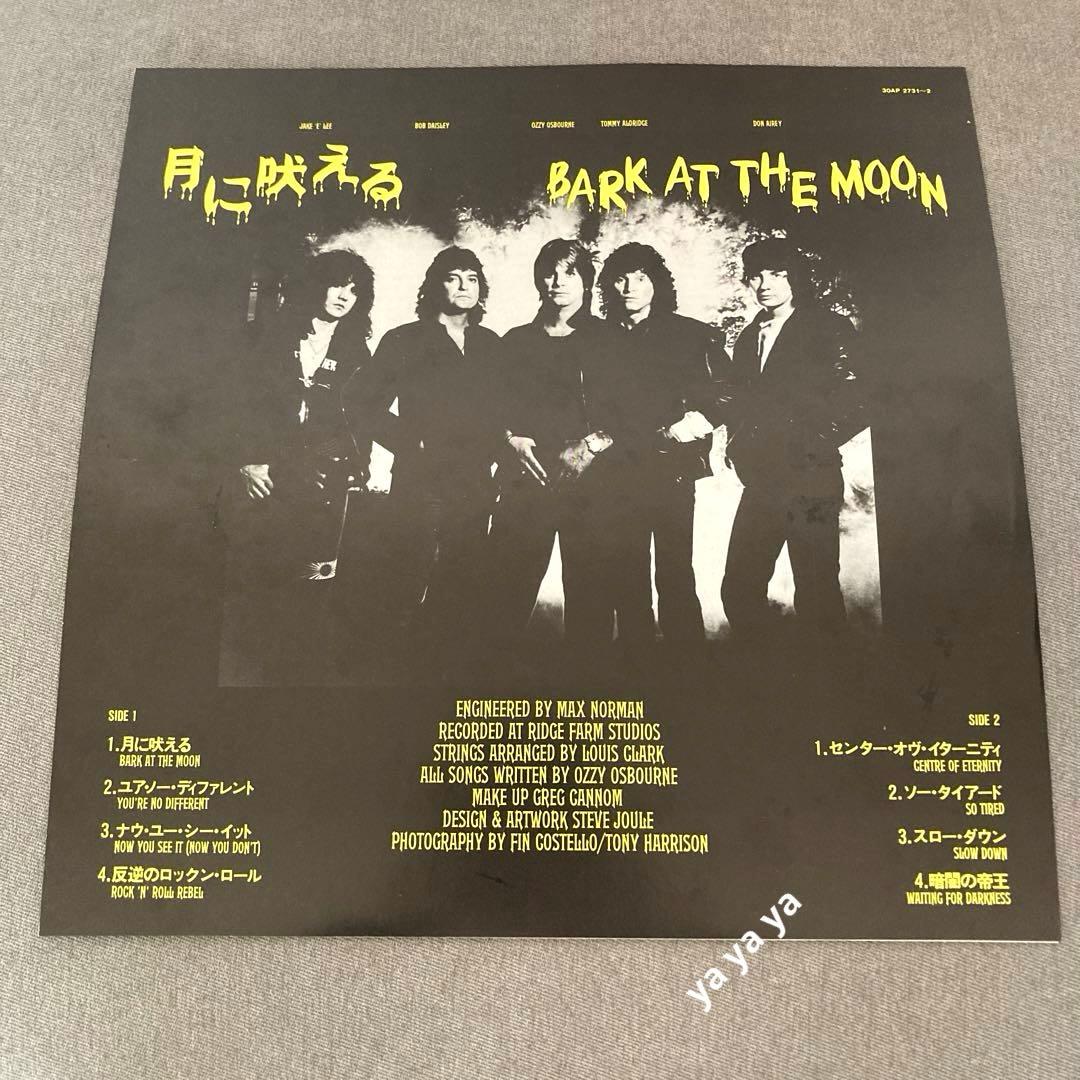 30AP 2731~2
JAKE 'E' LEE BOB DAISLEY OZZY OSBOURNE TOMMY ALDRIDGE DON AIREY
月に吠える BARK AT THE MOON
SIDE 1
1.月に吠える
BARK AT THE MOON
2.ユア・ノー・ディファレント
YOU'RE NO DIFFERENT
3.ナウ・ユー・シー・イット
NOW YOU SEE IT (NOW YOU DON'T)
4.反逆のロックン・ロール
ROCK 'N' ROLL REBEL
ENGINEERED BY MAX NORMAN
RECORDED AT RIDGE FARM STUDIOS
STRINGS ARRANGED BY LOUIS CLARK
ALL SONGS WRITTEN BY OZZY OSBOURNE
MAKE UP GREG CANNOM
DESIGN & ARTWORK STEVE JOULE
PHOTOGRAPHY BY FIN COSTELLO/TONY HARRISON
SIDE 2
1.センター・オヴ・イターニティ
CENTRE OF ETERNITY
2.ソー・タイアード
SO TIRED
3.スロー・ダウン
SLOW DOWN
4.暗闇の帝王
WAITING FOR DARKNESS
ya ya ya